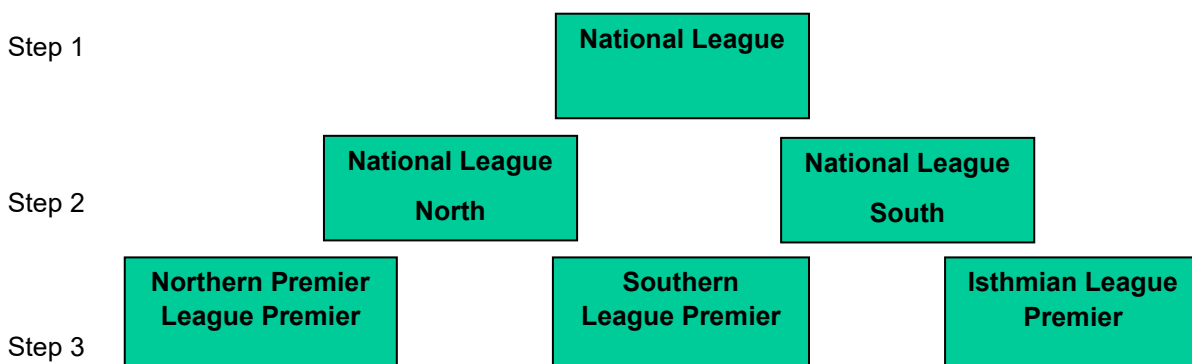 Step 1
National League
Step 2
National League
North
National League
South
Step 3
Northern Premier
League Premier
Southern
League Premier
Isthmian League
Premier